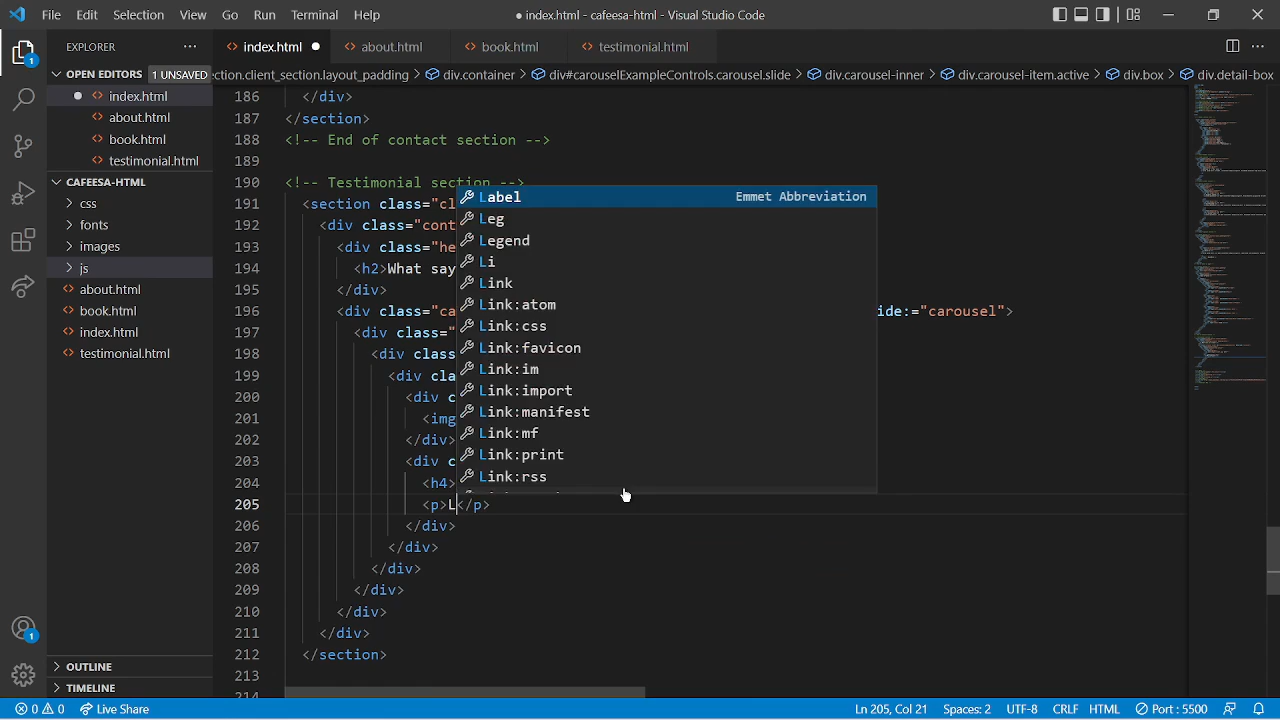 File Edit Selection View Go Run Terminal Help
● index.html - cafeesa-html - Visual Studio Code
EXPLORER
OPEN EDITORS 1 UNSAVED
index.html
about.html
book.html
testimonial.html
CAFEESA-HTML
css
fonts
images
js
about.html
book.html
index.html
testimonial.html
OUTLINE
TIMELINE
index.html about.html book.html testimonial.html
ection.client_section.layout_padding > div.container > div#carouselExampleControls.carousel.slide > div.carousel-inner > div.carousel-item.active > div.box > div.detail-box
186 </div>
187 </section>
188 <!-- End of contact section -->
189
190 <!-- Testimonial section -->
191 <section class="cl
192 <div class="cont
193 <div class="he
194 <h2>What say
195 </div>
196 <div class="ca ide:="carousel">
197 <div class="
198 <div class
199 <div cla
200 <div c
201 <img
202 </div>
203 <div c
204 <h4>
205 <p>L</p>
206 </div>
207 </div>
208 </div>
209 </div>
210 </div>
211 </div>
212 </section>
213
214
Label Emmet Abbreviation
Leg
Legend
Li
Link
Link:atom
Link:css
Link:favicon
Link:im
Link:import
Link:manifest
Link:mf
Link:print
Link:rss
1
1
0 0 Live Share
Ln 205, Col 21 Spaces: 2 UTF-8 CRLF HTML Port : 5500